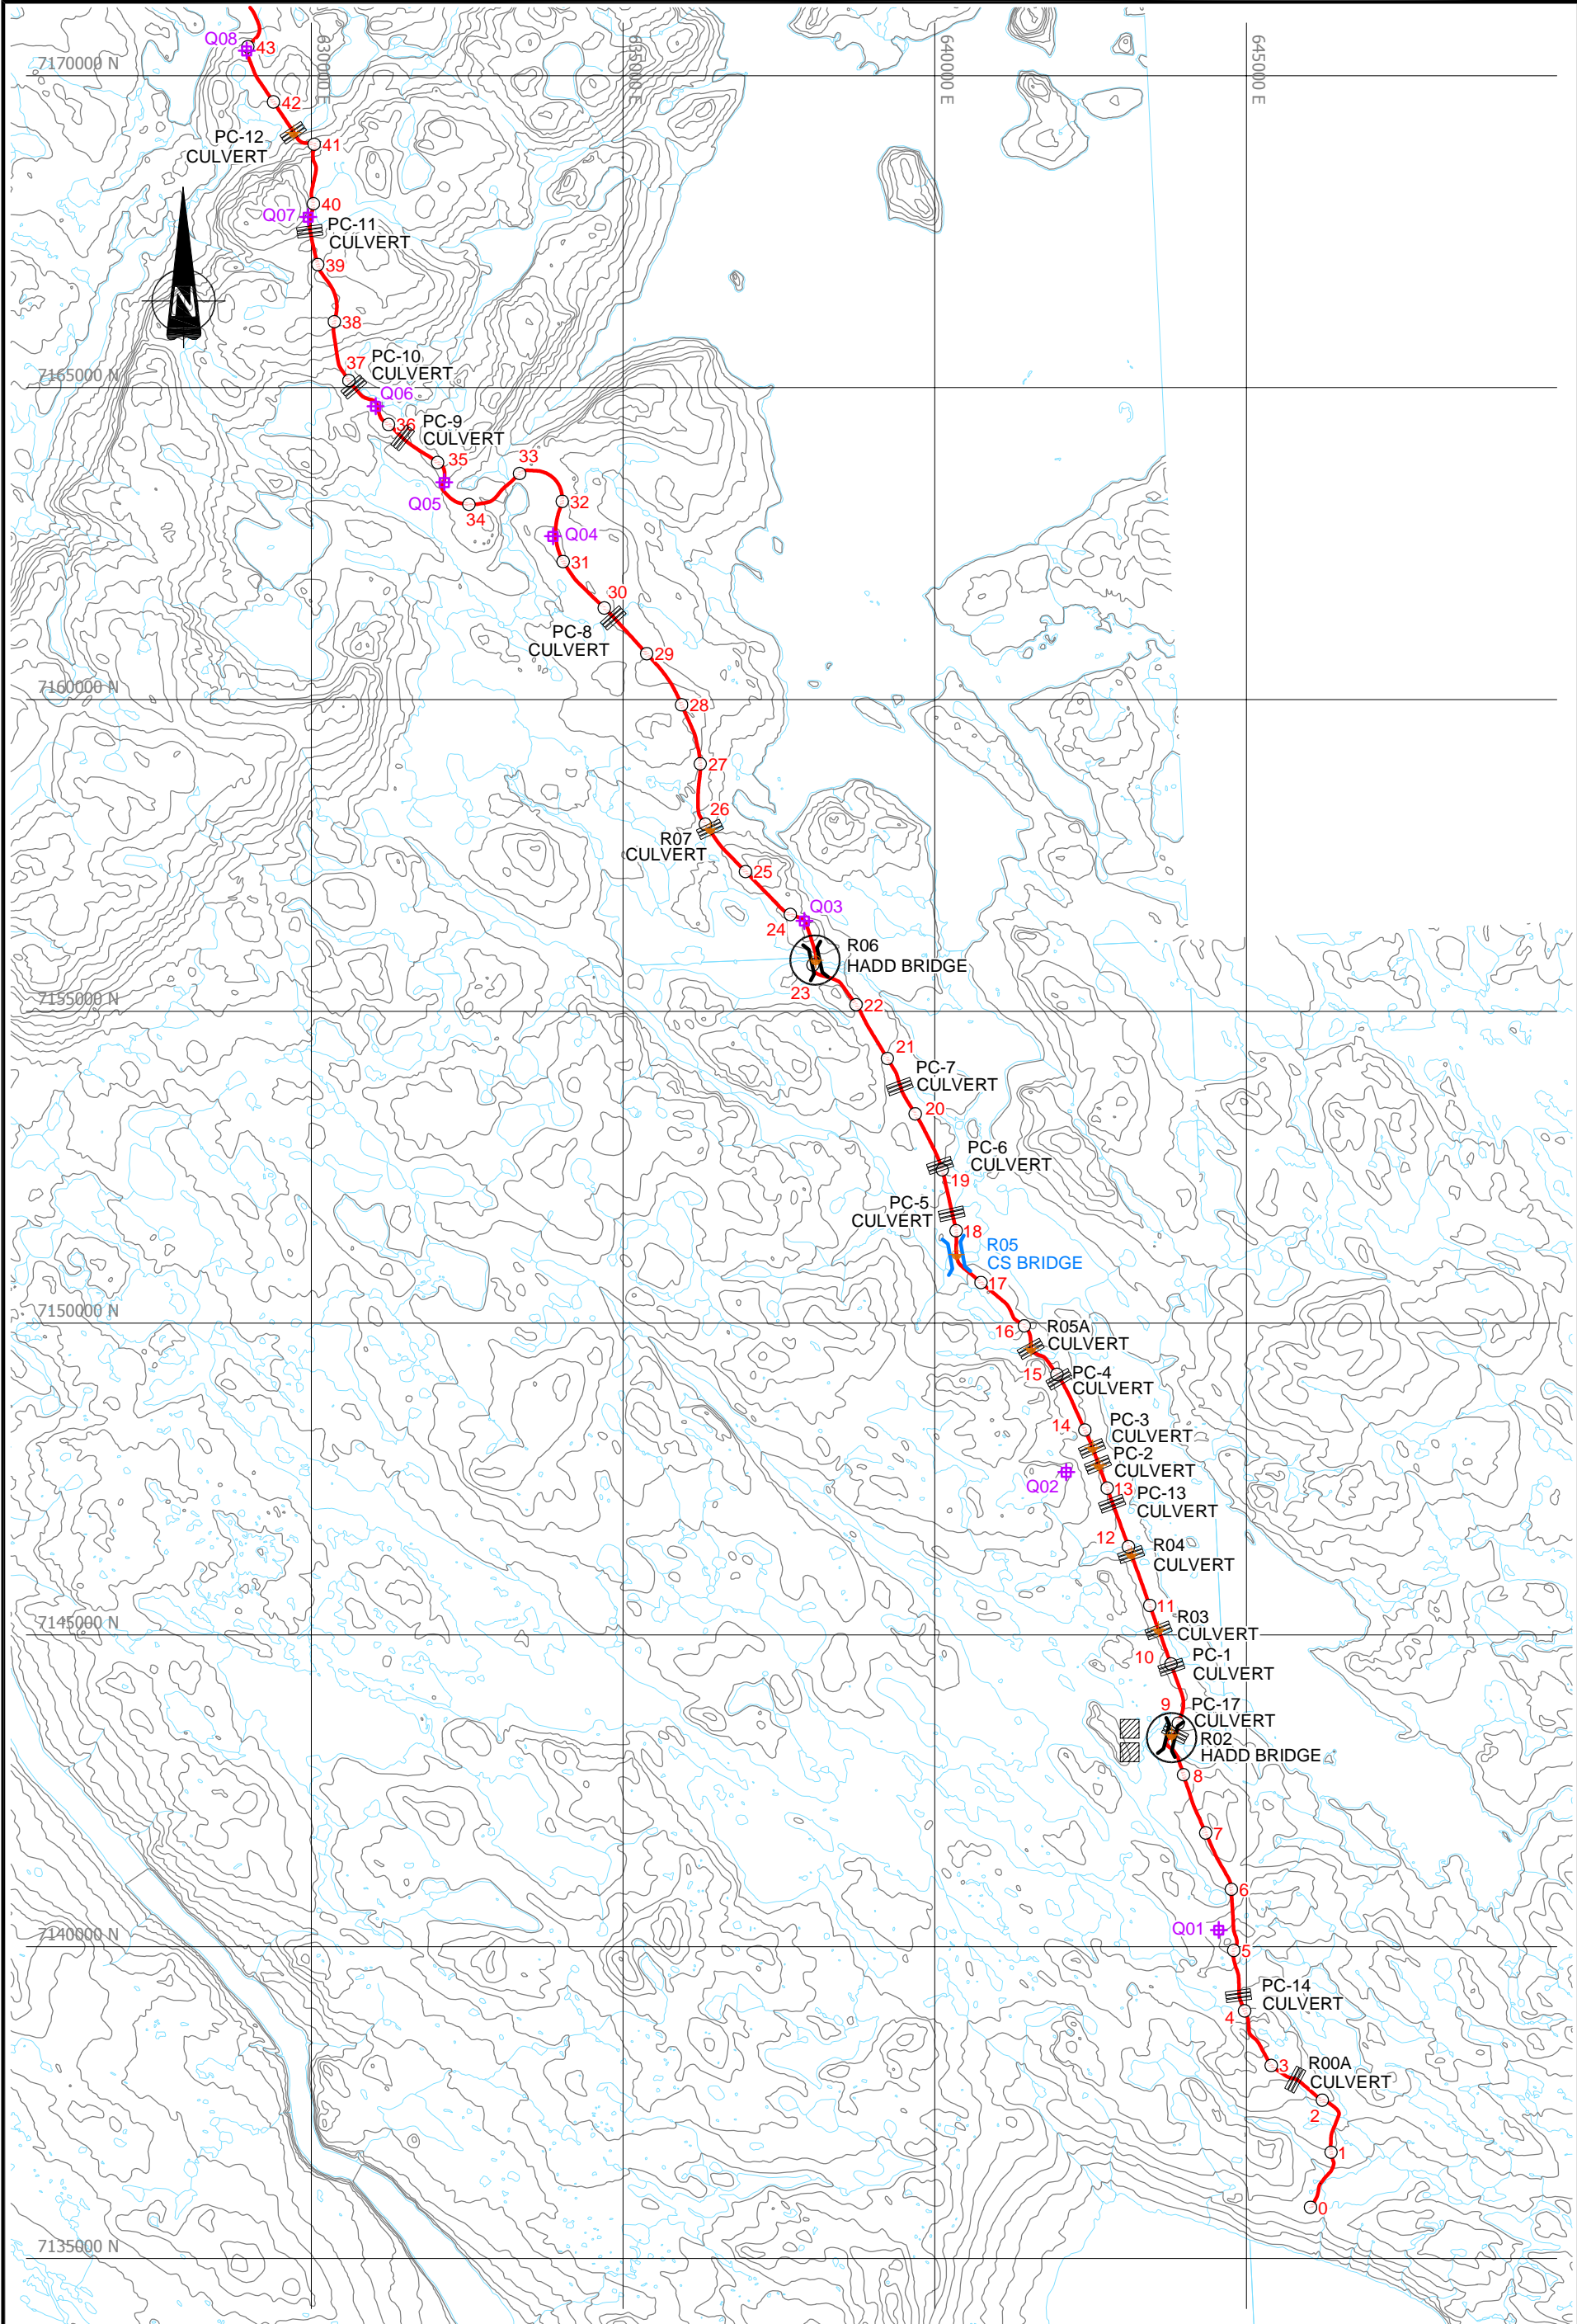 Q08
43
7170000 N
630000 E
635000 E
640000 E
645000 E
42
PC-12
CULVERT
41
40
Q07
PC-11
CULVERT
39
N
38
37
PC-10
CULVERT
7165000 N
Q06
36
PC-9
CULVERT
35
33
Q05
34
32
Q04
31
30
PC-8
CULVERT
29
7160000 N
28
27
26
R07
CULVERT
25
Q03
24
R06
HADD BRIDGE
23
7155000 N
22
21
PC-7
CULVERT
20
PC-6
CULVERT
19
PC-5
CULVERT
18
R05
CS BRIDGE
17
7150000 N
16
R05A
CULVERT
15
PC-4
CULVERT
14
PC-3
CULVERT
PC-2
CULVERT
Q02
13
PC-13
CULVERT
12
R04
CULVERT
11
7145000 N
R03
CULVERT
10
PC-1
CULVERT
9
PC-17
CULVERT
R02
HADD BRIDGE
8
7
6
Q01
7140000 N
5
PC-14
CULVERT
4
3
R00A
CULVERT
2
1
0
7135000 N